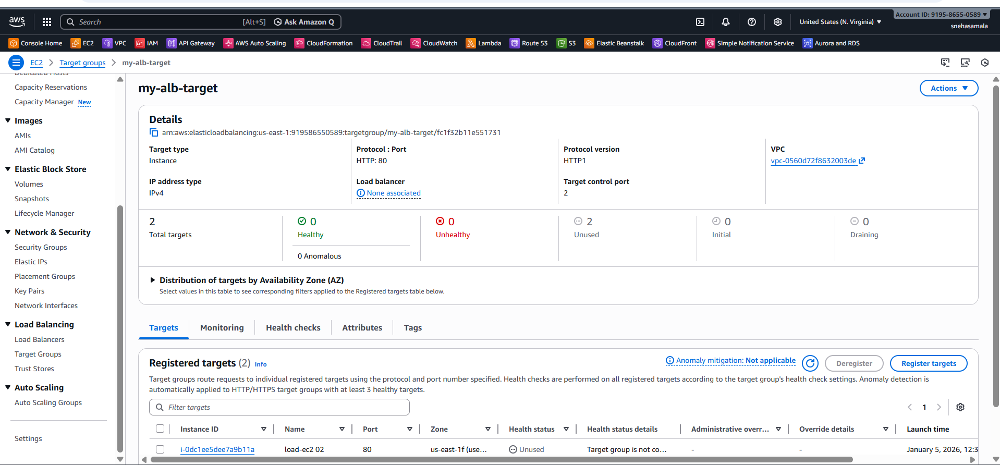 aws
Search [Alt+S] Ask Amazon Q
United States (N. Virginia)
Account ID: 9195-8655-0589
snehasamala
Console Home EC2 VPC IAM API Gateway AWS Auto Scaling CloudFormation CloudTrail CloudWatch Lambda Route 53 S3 Elastic Beanstalk CloudFront Simple Notification Service Aurora and RDS
EC2 Target groups my-alb-target
Dedicated Hosts
Capacity Reservations
Capacity Manager New
Images
AMIs
AMI Catalog
Elastic Block Store
Volumes
Snapshots
Lifecycle Manager
Network & Security
Security Groups
Elastic IPs
Placement Groups
Key Pairs
Network Interfaces
Load Balancing
Load Balancers
Target Groups
Trust Stores
Auto Scaling
Auto Scaling Groups
Settings
my-alb-target
Actions
Details
arn:aws:elasticloadbalancing:us-east-1:919586550589:targetgroup/my-alb-target/fc1f32b11e551731
Target type
Instance
Protocol : Port
HTTP: 80
Protocol version
HTTP1
VPC
vpc-0560d72f8632003de
IP address type
IPv4
Load balancer
None associated
Target control port
2
2
Total targets
0
Healthy
0 Anomalous
0
Unhealthy
2
Unused
0
Initial
0
Draining
Distribution of targets by Availability Zone (AZ)
Select values in this table to see corresponding filters applied to the Registered targets table below.
Targets Monitoring Health checks Attributes Tags
Registered targets (2) Info
Anomaly mitigation: Not applicable
Deregister
Register targets
Target groups route requests to individual registered targets using the protocol and port number specified. Health checks are performed on all registered targets according to the target group's health check settings. Anomaly detection is
automatically applied to HTTP/HTTPS target groups with at least 3 healthy targets.
Filter targets
1
Instance ID Name Port Zone Health status Health status details Administrative overr... Override details Launch time
i-0dc1ee5dee7a9b11a load-ec2 02 80 us-east-1f (use... Unused Target group is not co... - - January 5, 2026, 12:3